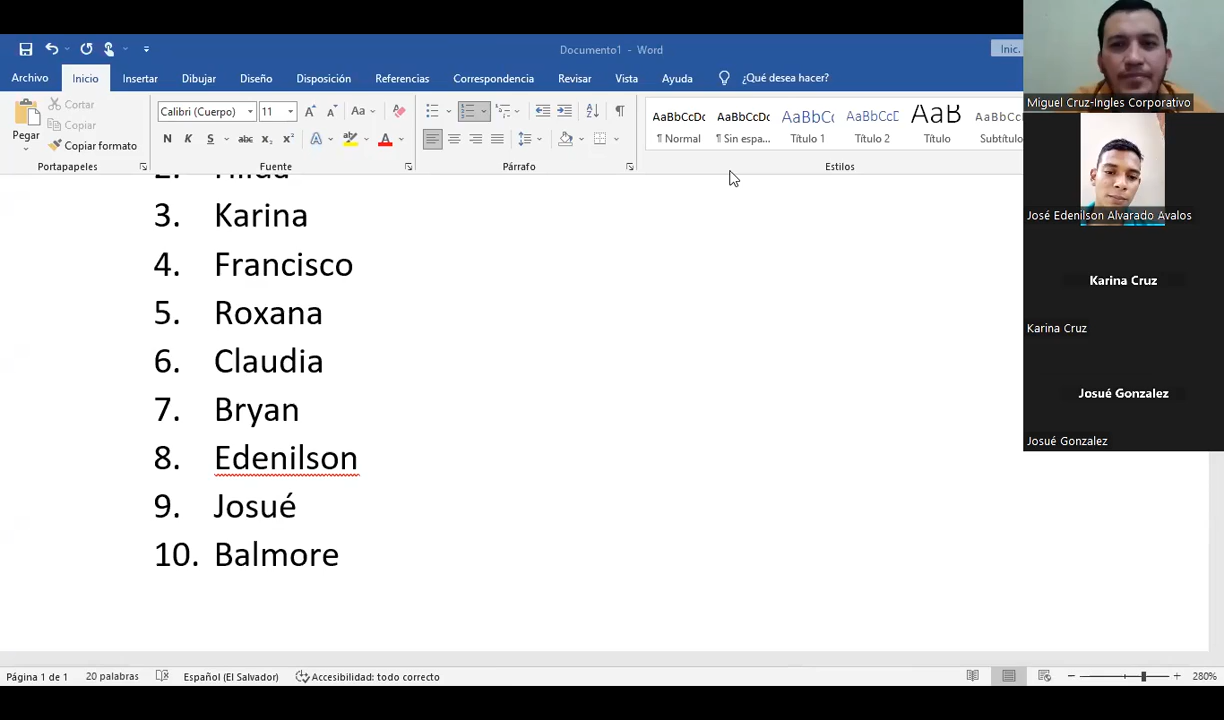 Documento1 - Word
Inic.
Archivo Inicio Insertar Dibujar Diseño Disposición Referencias Correspondencia Revisar Vista Ayuda ¿Qué desea hacer?
Pegar
Cortar
Copiar
Copiar formato
Portapapeles
Calibri (Cuerpo) 11
N K S abc x₂ x²
Fuente
Párrafo
AaBbCcDc AaBbCcDc AaBbCc AaBbCcD AaB AaBbCcD
¶ Normal ¶ Sin espa... Título 1 Título 2 Título Subtítulo
Estilos
3. Karina
4. Francisco
5. Roxana
6. Claudia
7. Bryan
8. Edenilson
9. Josué
10. Balmore
Miguel Cruz-Ingles Corporativo
José Edenilson Alvarado Avalos
Karina Cruz
Karina Cruz
Josué Gonzalez
Josué Gonzalez
Página 1 de 1 20 palabras Español (El Salvador) Accesibilidad: todo correcto 280%